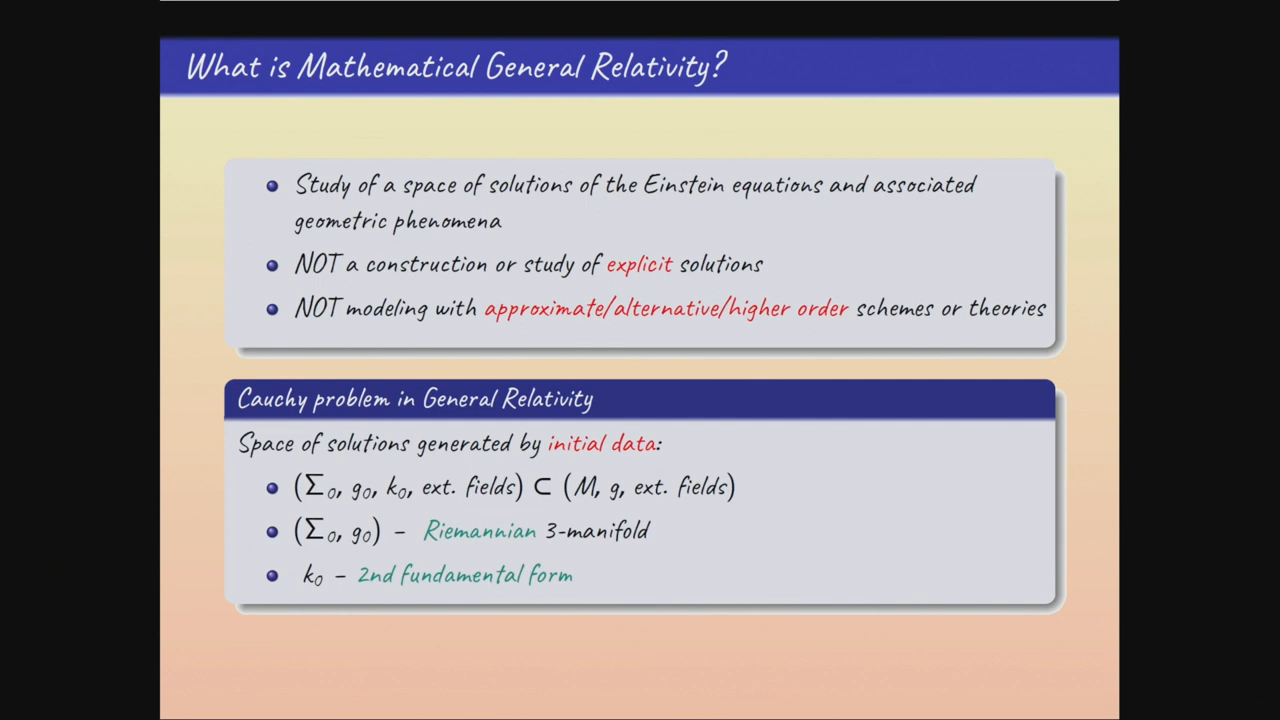 What is Mathematical General Relativity?
Study of a space of solutions of the Einstein equations and associated
geometric phenomena
NOT a construction or study of explicit solutions
NOT modeling with approximate/alternative/higher order schemes or theories
Cauchy problem in General Relativity
Space of solutions generated by initial data:
(Σ₀, g₀, k₀, ext. fields) ⊂ (M, g, ext. fields)
(Σ₀, g₀) – Riemannian 3-manifold
k₀ – 2nd fundamental form